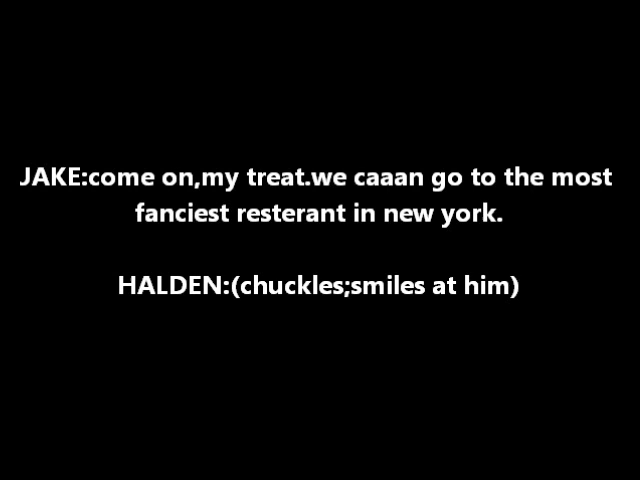 JAKE:come on,my treat.we caaan go to the most
fanciest resterant in new york.
HALDEN:(chuckles;smiles at him)